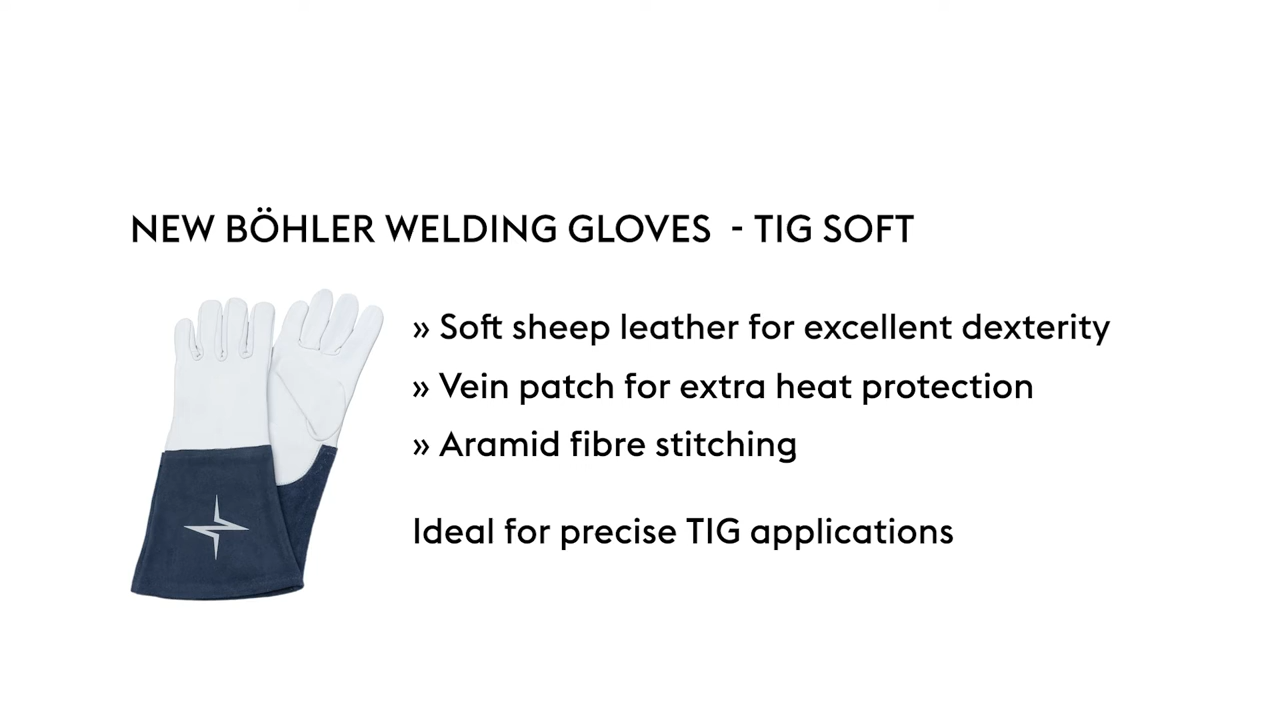 NEW BÖHLER WELDING GLOVES - TIG SOFT
» Soft sheep leather for excellent dexterity
» Vein patch for extra heat protection
» Aramid fibre stitching
Ideal for precise TIG applications